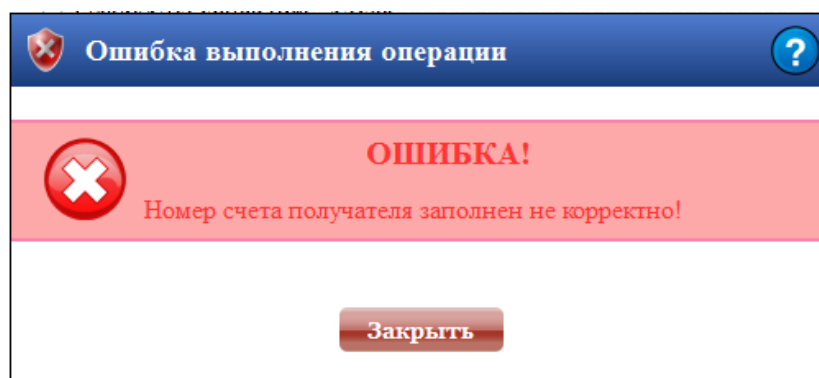 Ошибка выполнения операции
?
ОШИБКА!
Номер счета получателя заполнен не корректно!
Закрыть